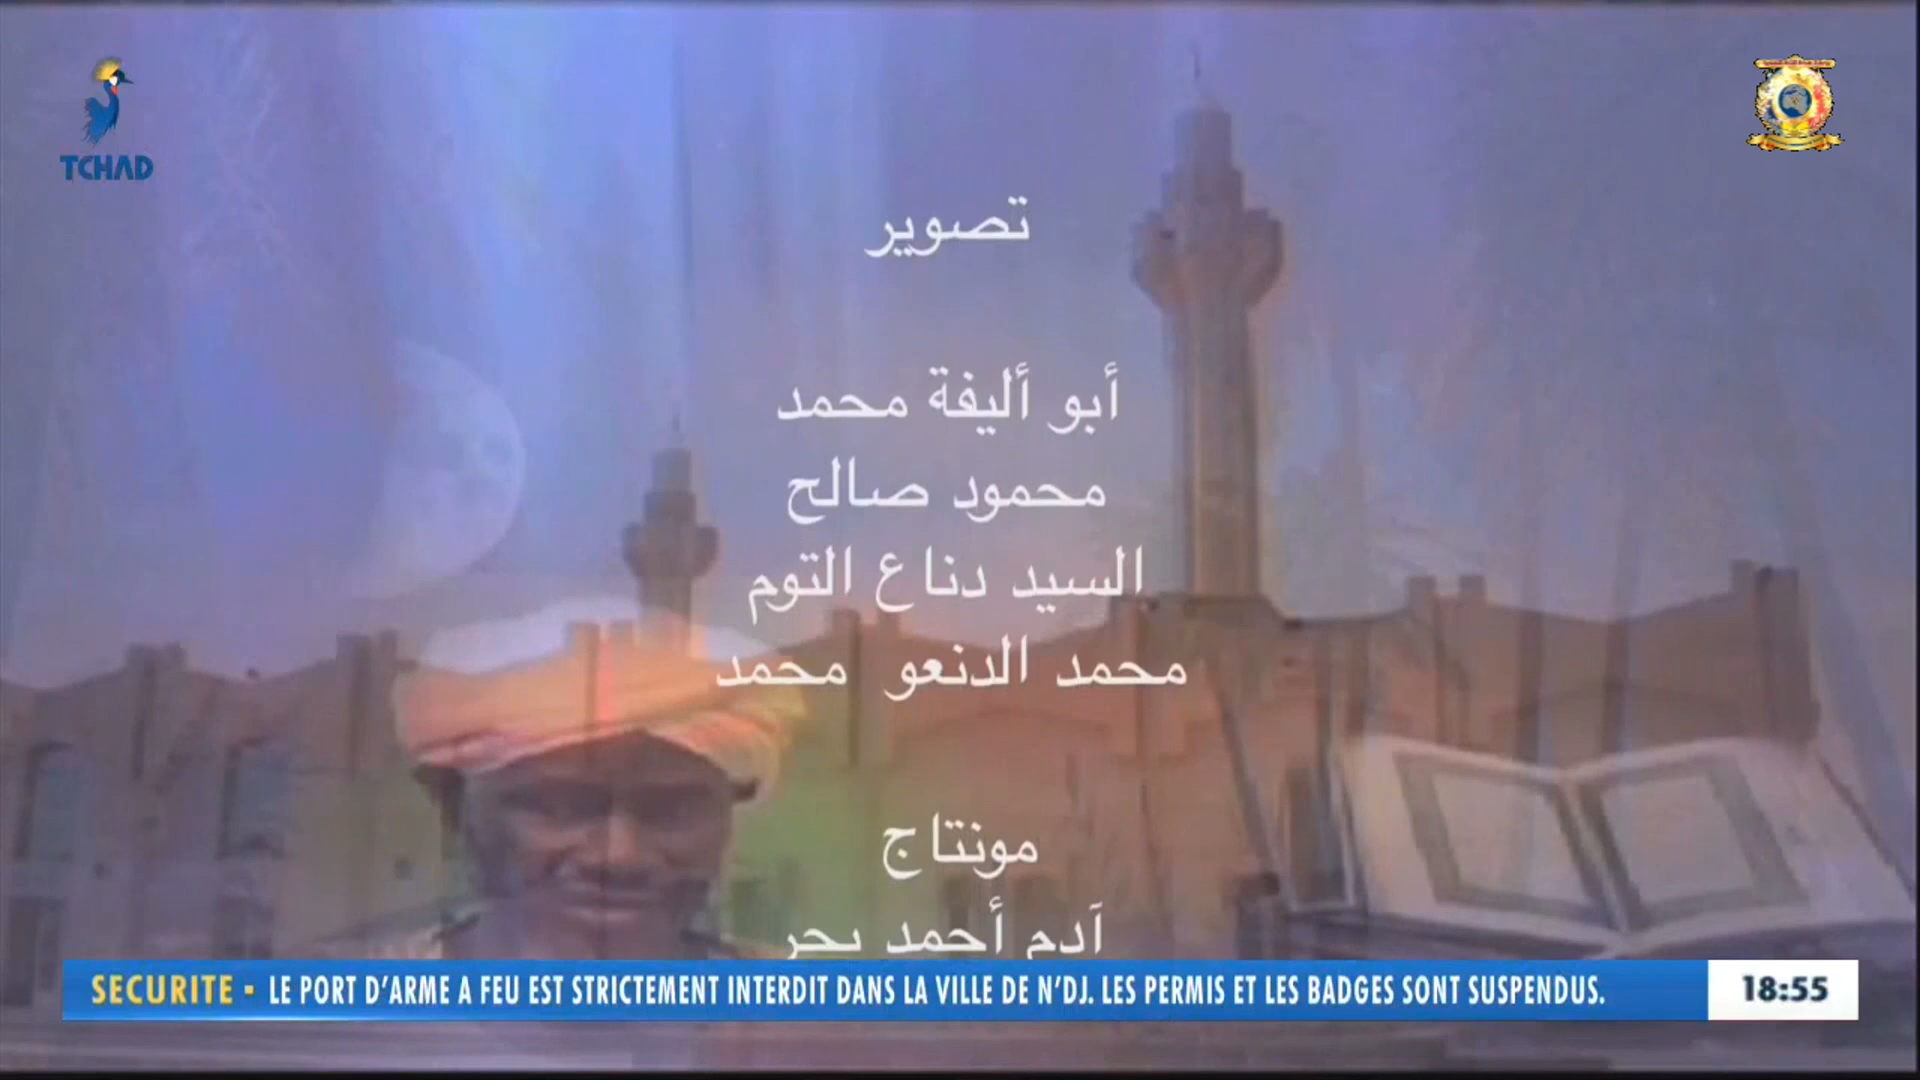 TCHAD
تصوير
أبو أليفة محمد
محمود صالح
السيد دناع التوم
محمد الدنعو محمد
مونتاج
آدم أحمد بحر
SECURITE ▪ LE PORT D’ARME A FEU EST STRICTEMENT INTERDIT DANS LA VILLE DE N’DJ. LES PERMIS ET LES BADGES SONT SUSPENDUS.
18:55